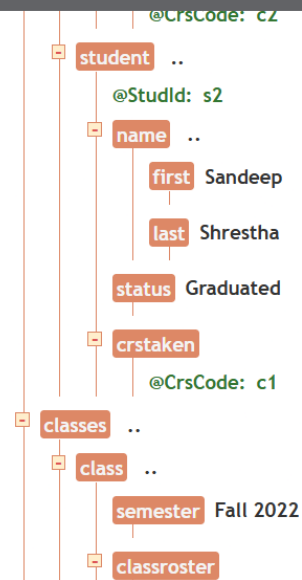 @CrsCode: c2
student ..
@StudId: s2
name ..
first Sandeep
last Shrestha
status Graduated
crstaken
@CrsCode: c1
classes ..
class ..
semester Fall 2022
classroster